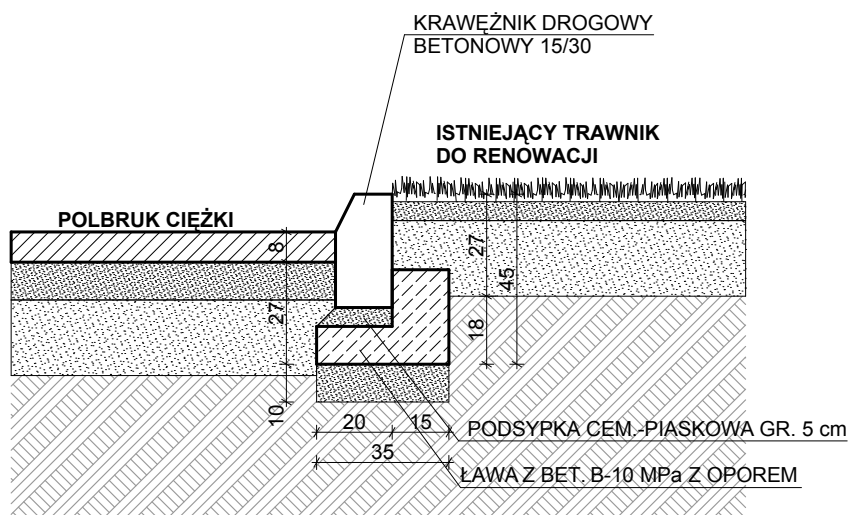 KRAWĘŻNIK DROGOWY
BETONOWY 15/30
ISTNIEJĄCY TRAWNIK
DO RENOWACJI
POLBRUK CIĘŻKI
8
27
10
27
18
45
20
15
35
PODSYPKA CEM.-PIASKOWA GR. 5 cm
ŁAWA Z BET. B-10 MPa Z OPOREM